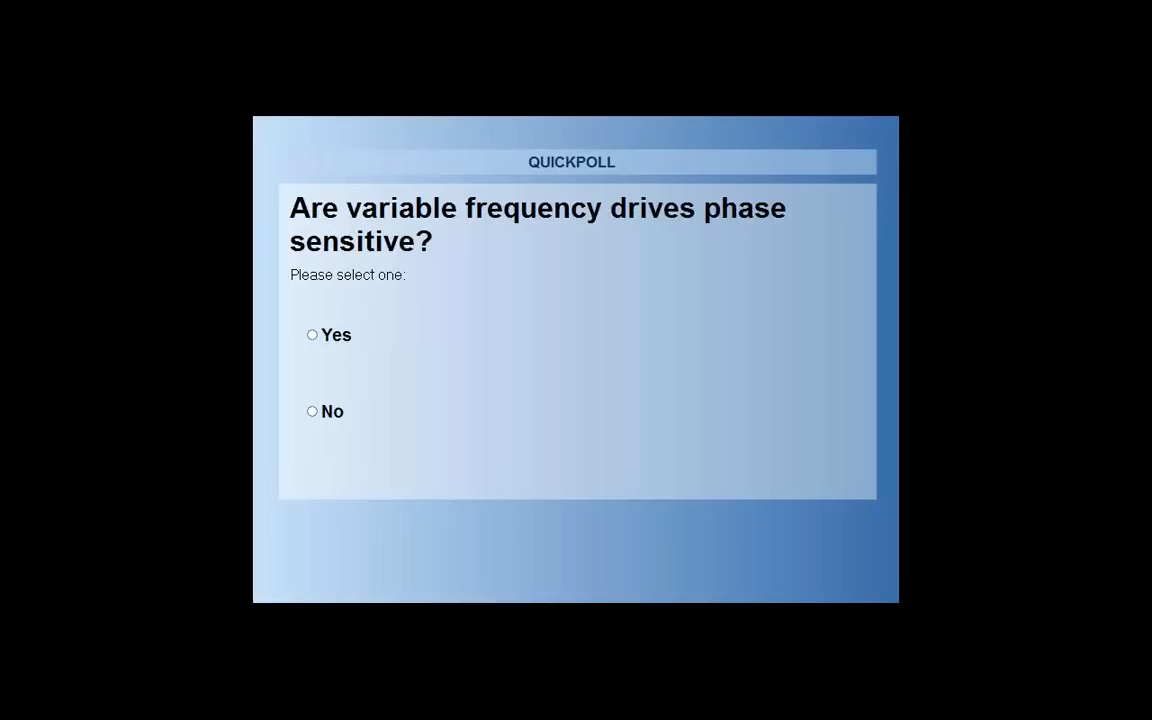 QUICKPOLL
Are variable frequency drives phase
sensitive?
Please select one:
Yes
No